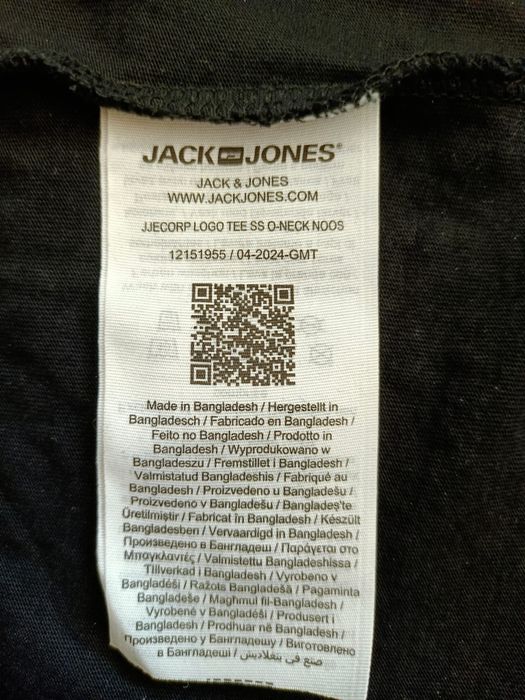 JACK & JONES®
JACK & JONES
WWW.JACKJONES.COM
JJECORP LOGO TEE SS O-NECK NOOS
12151955 / 04-2024-GMT
Made in Bangladesh / Hergestellt in
Bangladesch / Fabricado en Bangladesh /
Feito no Bangladesh / Prodotto in
Bangladesh / Wyprodukowano w
Bangladeszu / Fremstillet i Bangladesh /
Valmistatud Bangladeshis / Fabriqué au
Bangladesh / Proizvedeno u Bangladešu /
Proizvedeno v Bangladešu / Bangladeş'te
Üretilmiştir / Fabricat în Bangladesh / Készült
Bangladesben / Vervaardigd in Bangladesh /
Произведено в Бангладеш / Παράγεται στο
Μπαγκλαντές / Valmistettu Bangladeshissa /
Tillverkad i Bangladesh / Vyrobeno v
Bangladéši / Ražots Bangladešā / Pagaminta
Bangladeše / Magħmul fil-Bangladesh /
Vyrobené v Bangladéši / Produsert i
Bangladesh / Prodhuar në Bangladesh /
Произведено у Бангладешу / Виготовлено
в Бангладеші / صنع في بنغلاديش